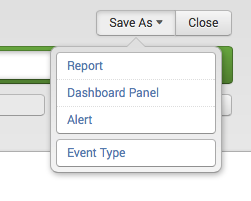 Save As Close
Report
Dashboard Panel
Alert
Event Type